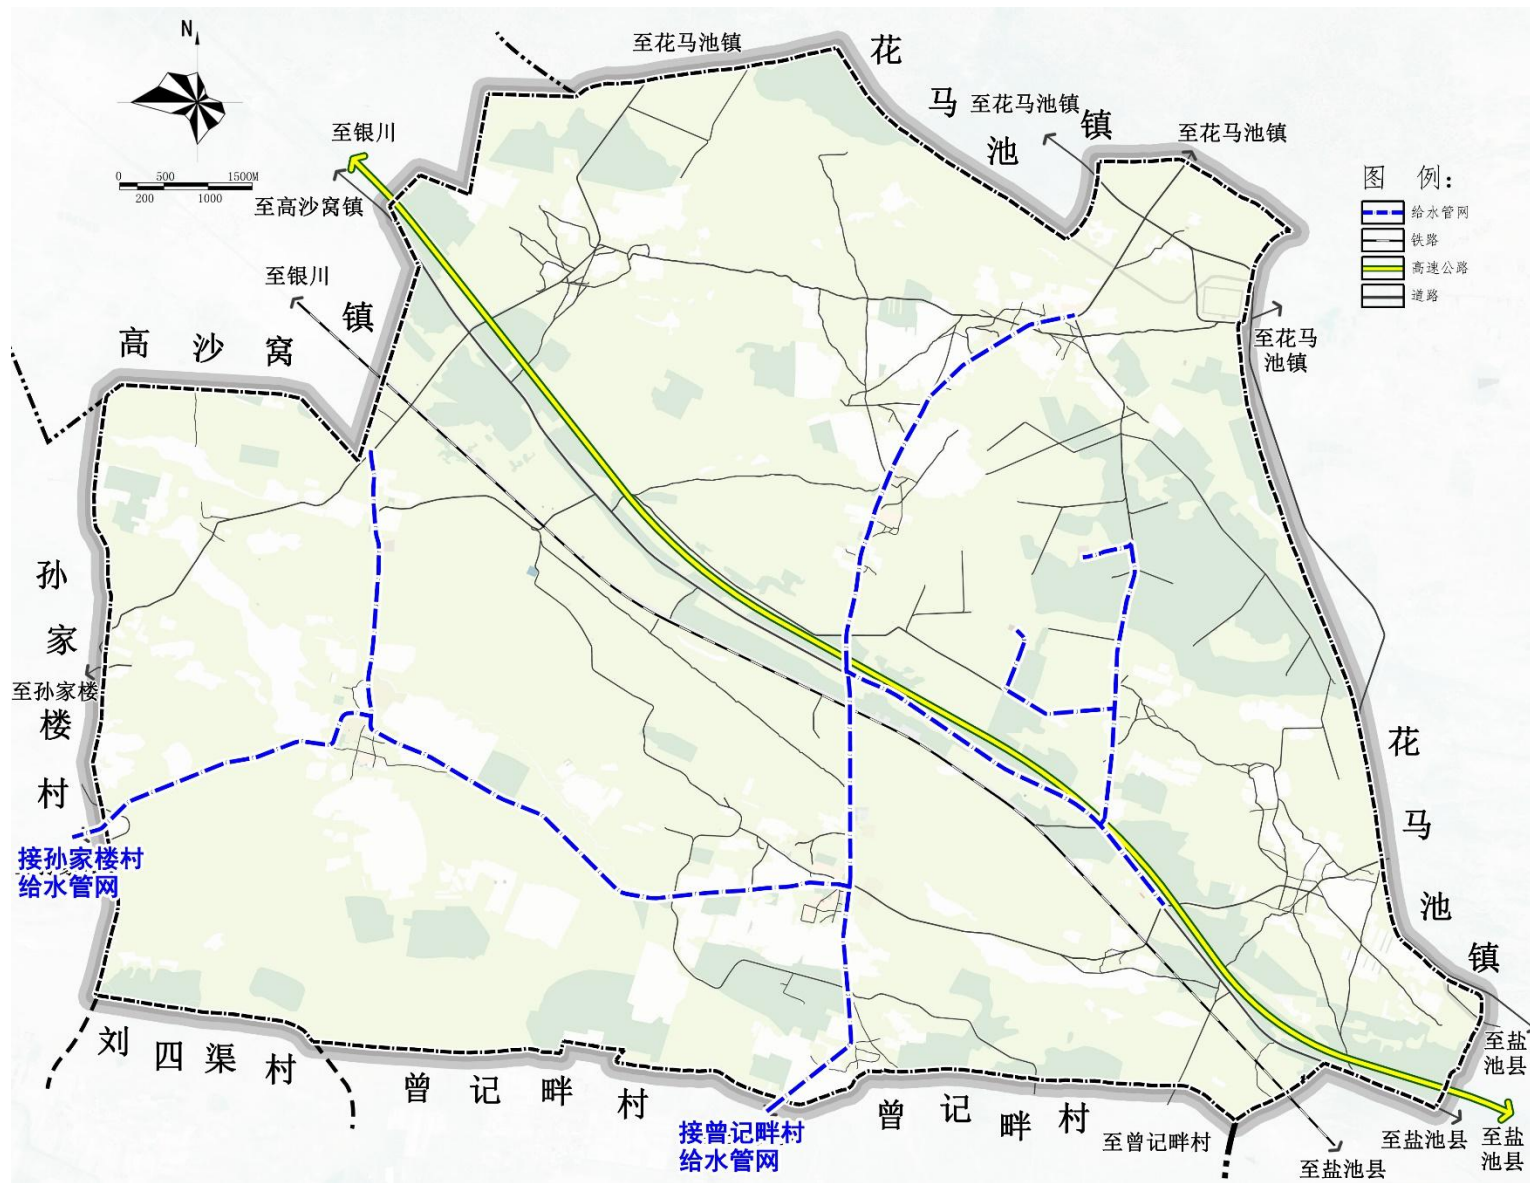 N
至花马池镇
花
马
池
镇
至花马池镇
至花马池镇
至银川
0 500 1500M
200 1000
至高沙窝镇
图 例：
给水管网
铁路
高速公路
道路
至银川
高 沙 窝 镇
至花马
池镇
孙
家
楼
村
至孙家楼
接孙家楼村
给水管网
花
马
池
镇
刘 四 渠 村
曾 记 畔 村
接曾记畔村
给水管网
曾 记 畔 村
至曾记畔村
至盐池县
至盐池县
至盐
池县
至盐
池县